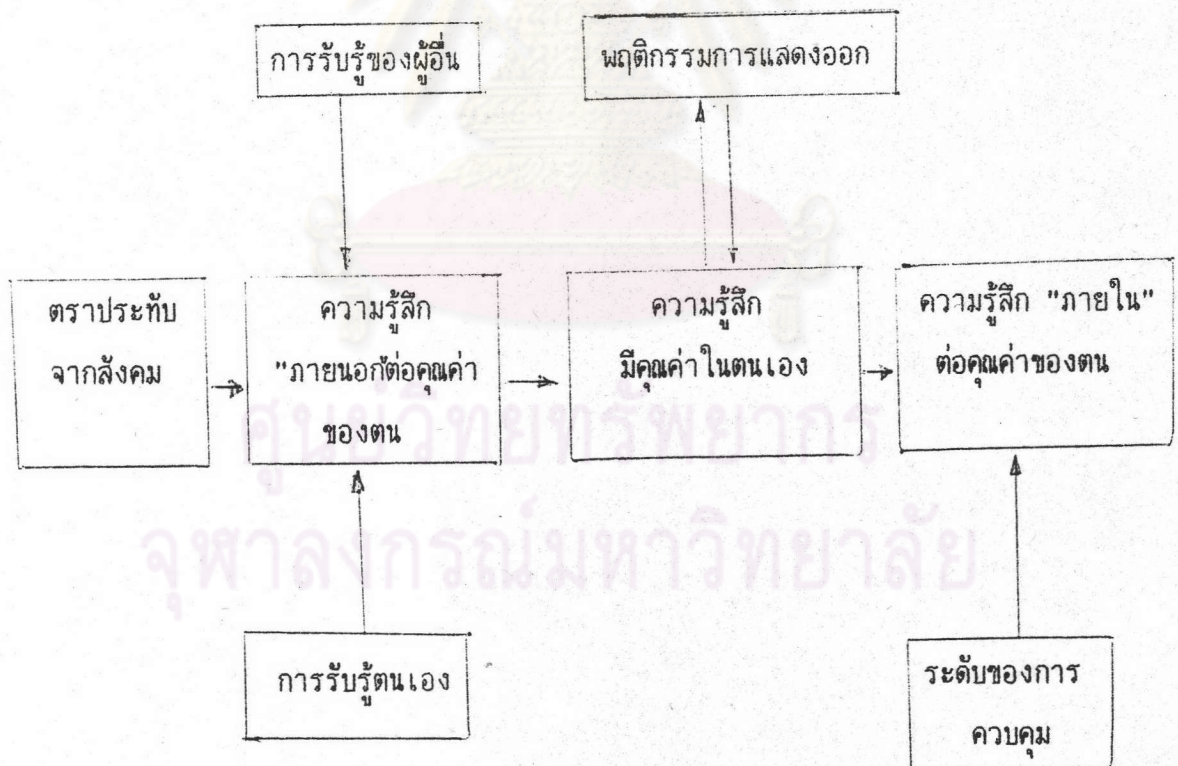 การรับรู้ของผู้อื่น
พฤติกรรมการแสดงออก
ตราประทับ
จากสังคม
ความรู้สึก
"ภายนอก"ต่อคุณค่า
ของตน
ความรู้สึก
มีคุณค่าในตนเอง
ความรู้สึก "ภายใน"
ต่อคุณค่าของตน
ศูนย์วิทยทรัพยากร
จุฬาลงกรณ์มหาวิทยาลัย
การรับรู้ตนเอง
ระดับของการ
ควบคุม